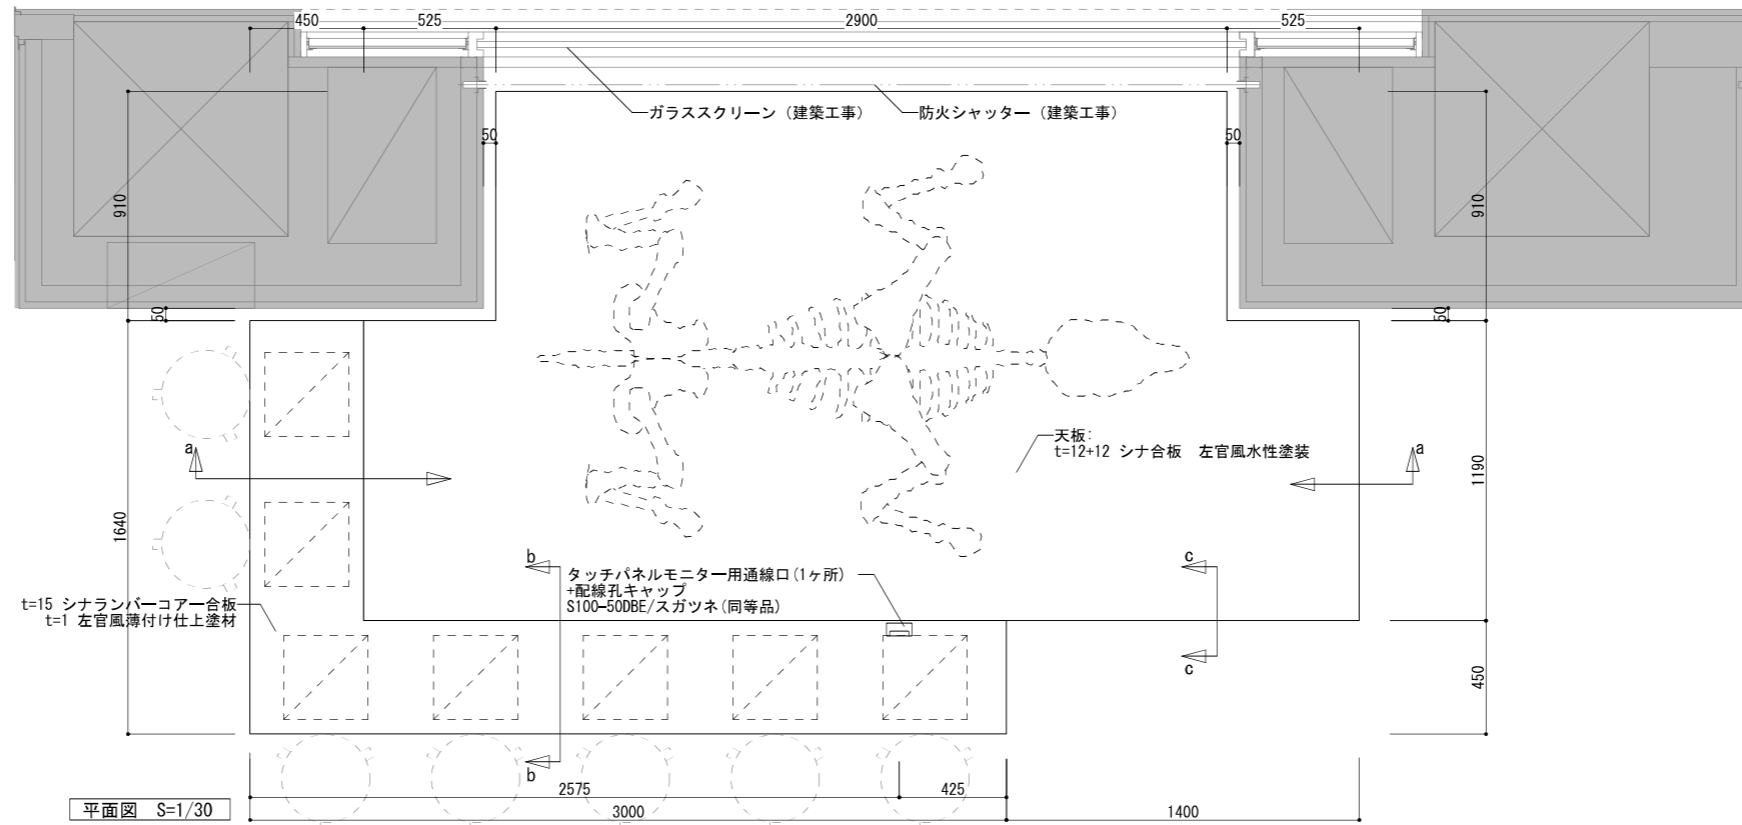 450
525
2900
525
ガラススクリーン（建築工事）
防火シャッター（建築工事）
50
50
910
910
50
50
a
a
天板:
t=12+12 シナ合板　左官風水性塗装
1640
1190
b
c
タッチパネルモニター用通線口(1ヶ所)
+配線孔キャップ
S100-50DBE/スガツネ(同等品)
t=15 シナランバーコアー合板
t=1 左官風薄付け仕上塗材
c
450
b
2575
425
平面図　S=1/30
3000
1400